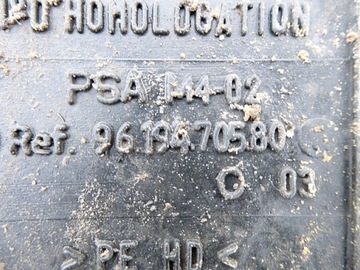 HOMOLOGATION
PSA 144-02
Ref. 96.194.705.80 C
03
>PE HD<